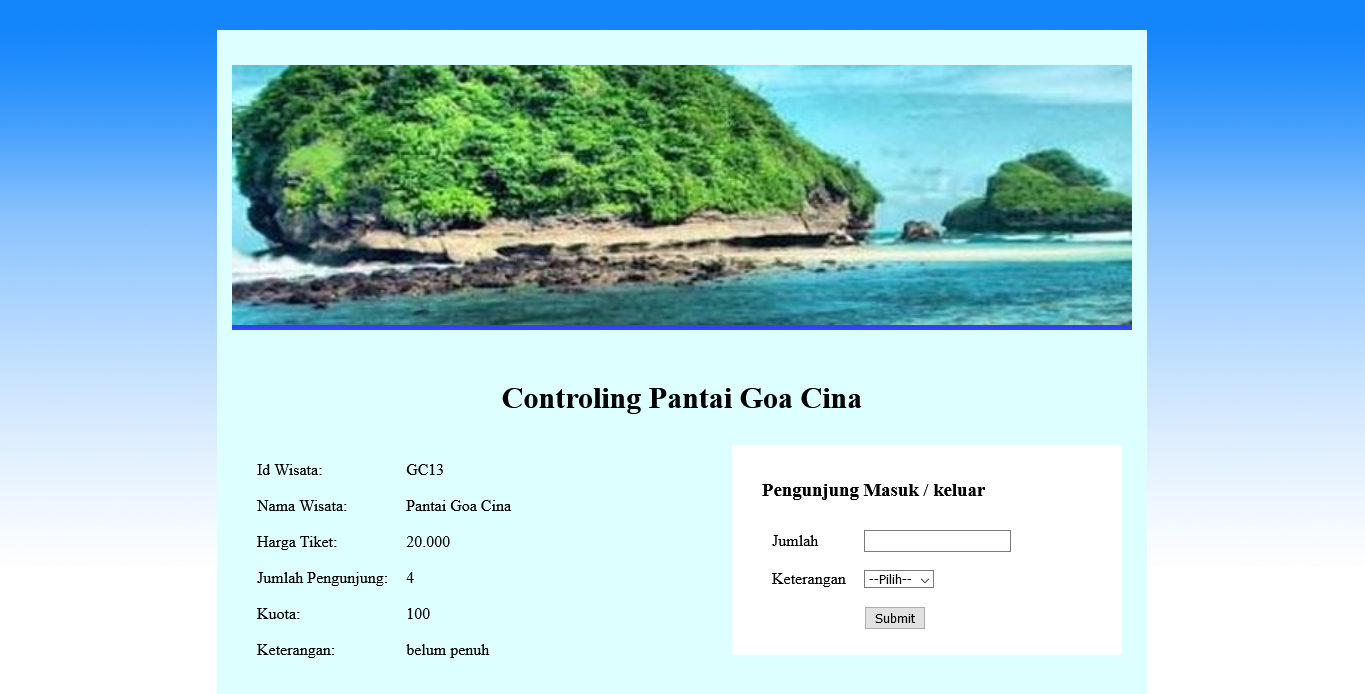 Controling Pantai Goa Cina
Id Wisata: GC13
Nama Wisata: Pantai Goa Cina
Harga Tiket: 20.000
Jumlah Pengunjung: 4
Kuota: 100
Keterangan: belum penuh
Pengunjung Masuk / keluar
Jumlah
Keterangan --Pilih--
Submit